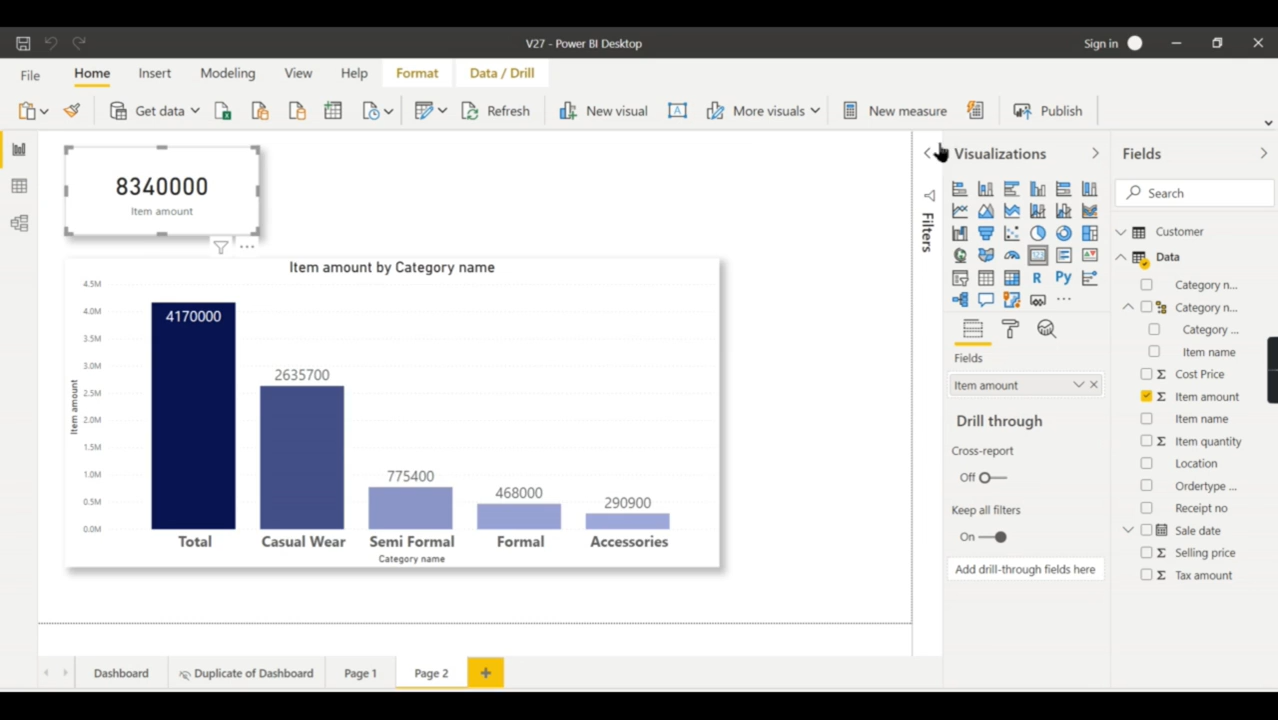 V27 - Power BI Desktop
Sign in
File
Home
Insert
Modeling
View
Help
Format
Data / Drill
Get data
Refresh
New visual
More visuals
New measure
Publish
8340000
Item amount
Item amount by Category name
4.5M
4.0M
3.5M
3.0M
2.5M
2.0M
1.5M
1.0M
0.5M
0.0M
Item amount
4170000
2635700
775400
468000
290900
Total
Casual Wear
Semi Formal
Formal
Accessories
Category name
Filters
Visualizations
R
Py
Fields
Item amount
Drill through
Cross-report
Off
Keep all filters
On
Add drill-through fields here
Fields
Search
Customer
Data
Category n...
Category n...
Category ...
Item name
Cost Price
Item amount
Item name
Item quantity
Location
Ordertype ...
Receipt no
Sale date
Selling price
Tax amount
Dashboard
Duplicate of Dashboard
Page 1
Page 2